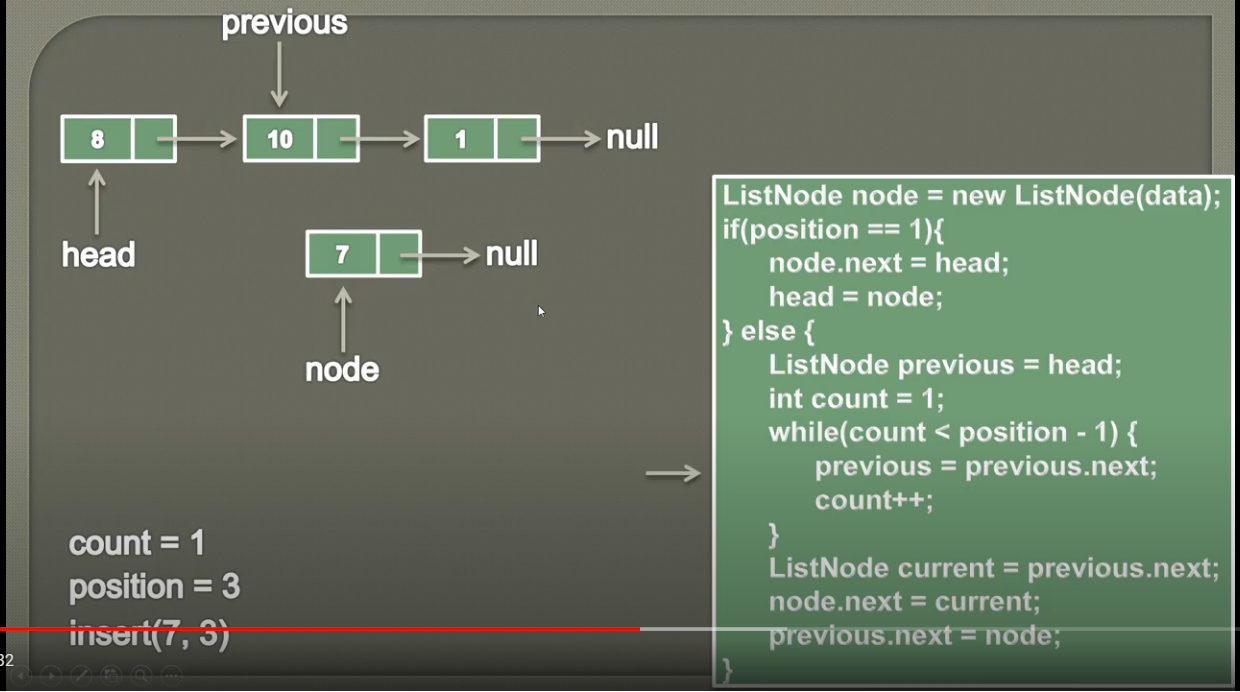 previous
8
10
1
null
head
7
null
node
count = 1
position = 3
insert(7, 3)
ListNode node = new ListNode(data);
if(position == 1){
node.next = head;
head = node;
} else {
ListNode previous = head;
int count = 1;
while(count < position - 1) {
previous = previous.next;
count++;
}
ListNode current = previous.next;
node.next = current;
previous.next = node;
}
32